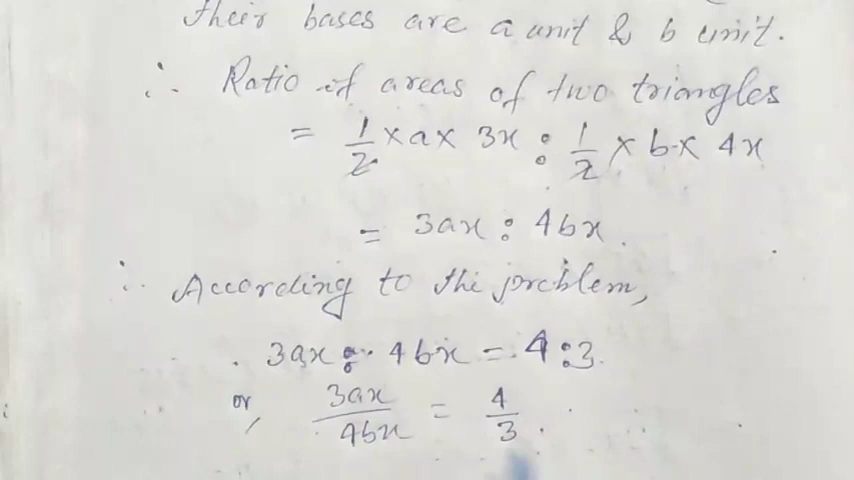 their bases are a unit & b unit.
∴ Ratio of areas of two triangles
= 1/2 × a × 3x : 1/2 × b × 4x
= 3ax : 4bx.
∴ According to the problem,
3ax : 4bx = 4 : 3.
or, 3ax/4bx = 4/3.